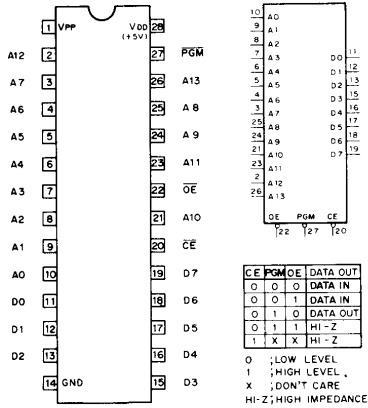 1 VPP VDD (+5V) 28
A12 2 27 PGM
A7 3 26 A13
A6 4 25 A8
A5 5 24 A9
A4 6 23 A11
A3 7 22 OE
A2 8 21 A10
A1 9 20 CE
A0 10 19 D7
D0 11 18 D6
D1 12 17 D5
D2 13 16 D4
14 GND 15 D3
10 A0
9 A1
8 A2
7 A3 D0 11
6 A4 D1 12
5 A5 D2 13
4 A6 D3 15
3 A7 D4 16
25 A8 D5 17
24 A9 D6 18
21 A10 D7 19
23 A11
2 A12
26 A13
OE PGM CE
22 27 20
CE PGM OE DATA OUT
0 0 0 DATA IN
0 0 1 DATA IN
0 1 0 DATA OUT
0 1 1 HI-Z
1 X X HI-Z
0 ;LOW LEVEL
1 ;HIGH LEVEL.
X ;DON'T CARE
HI-Z;HIGH IMPEDANCE